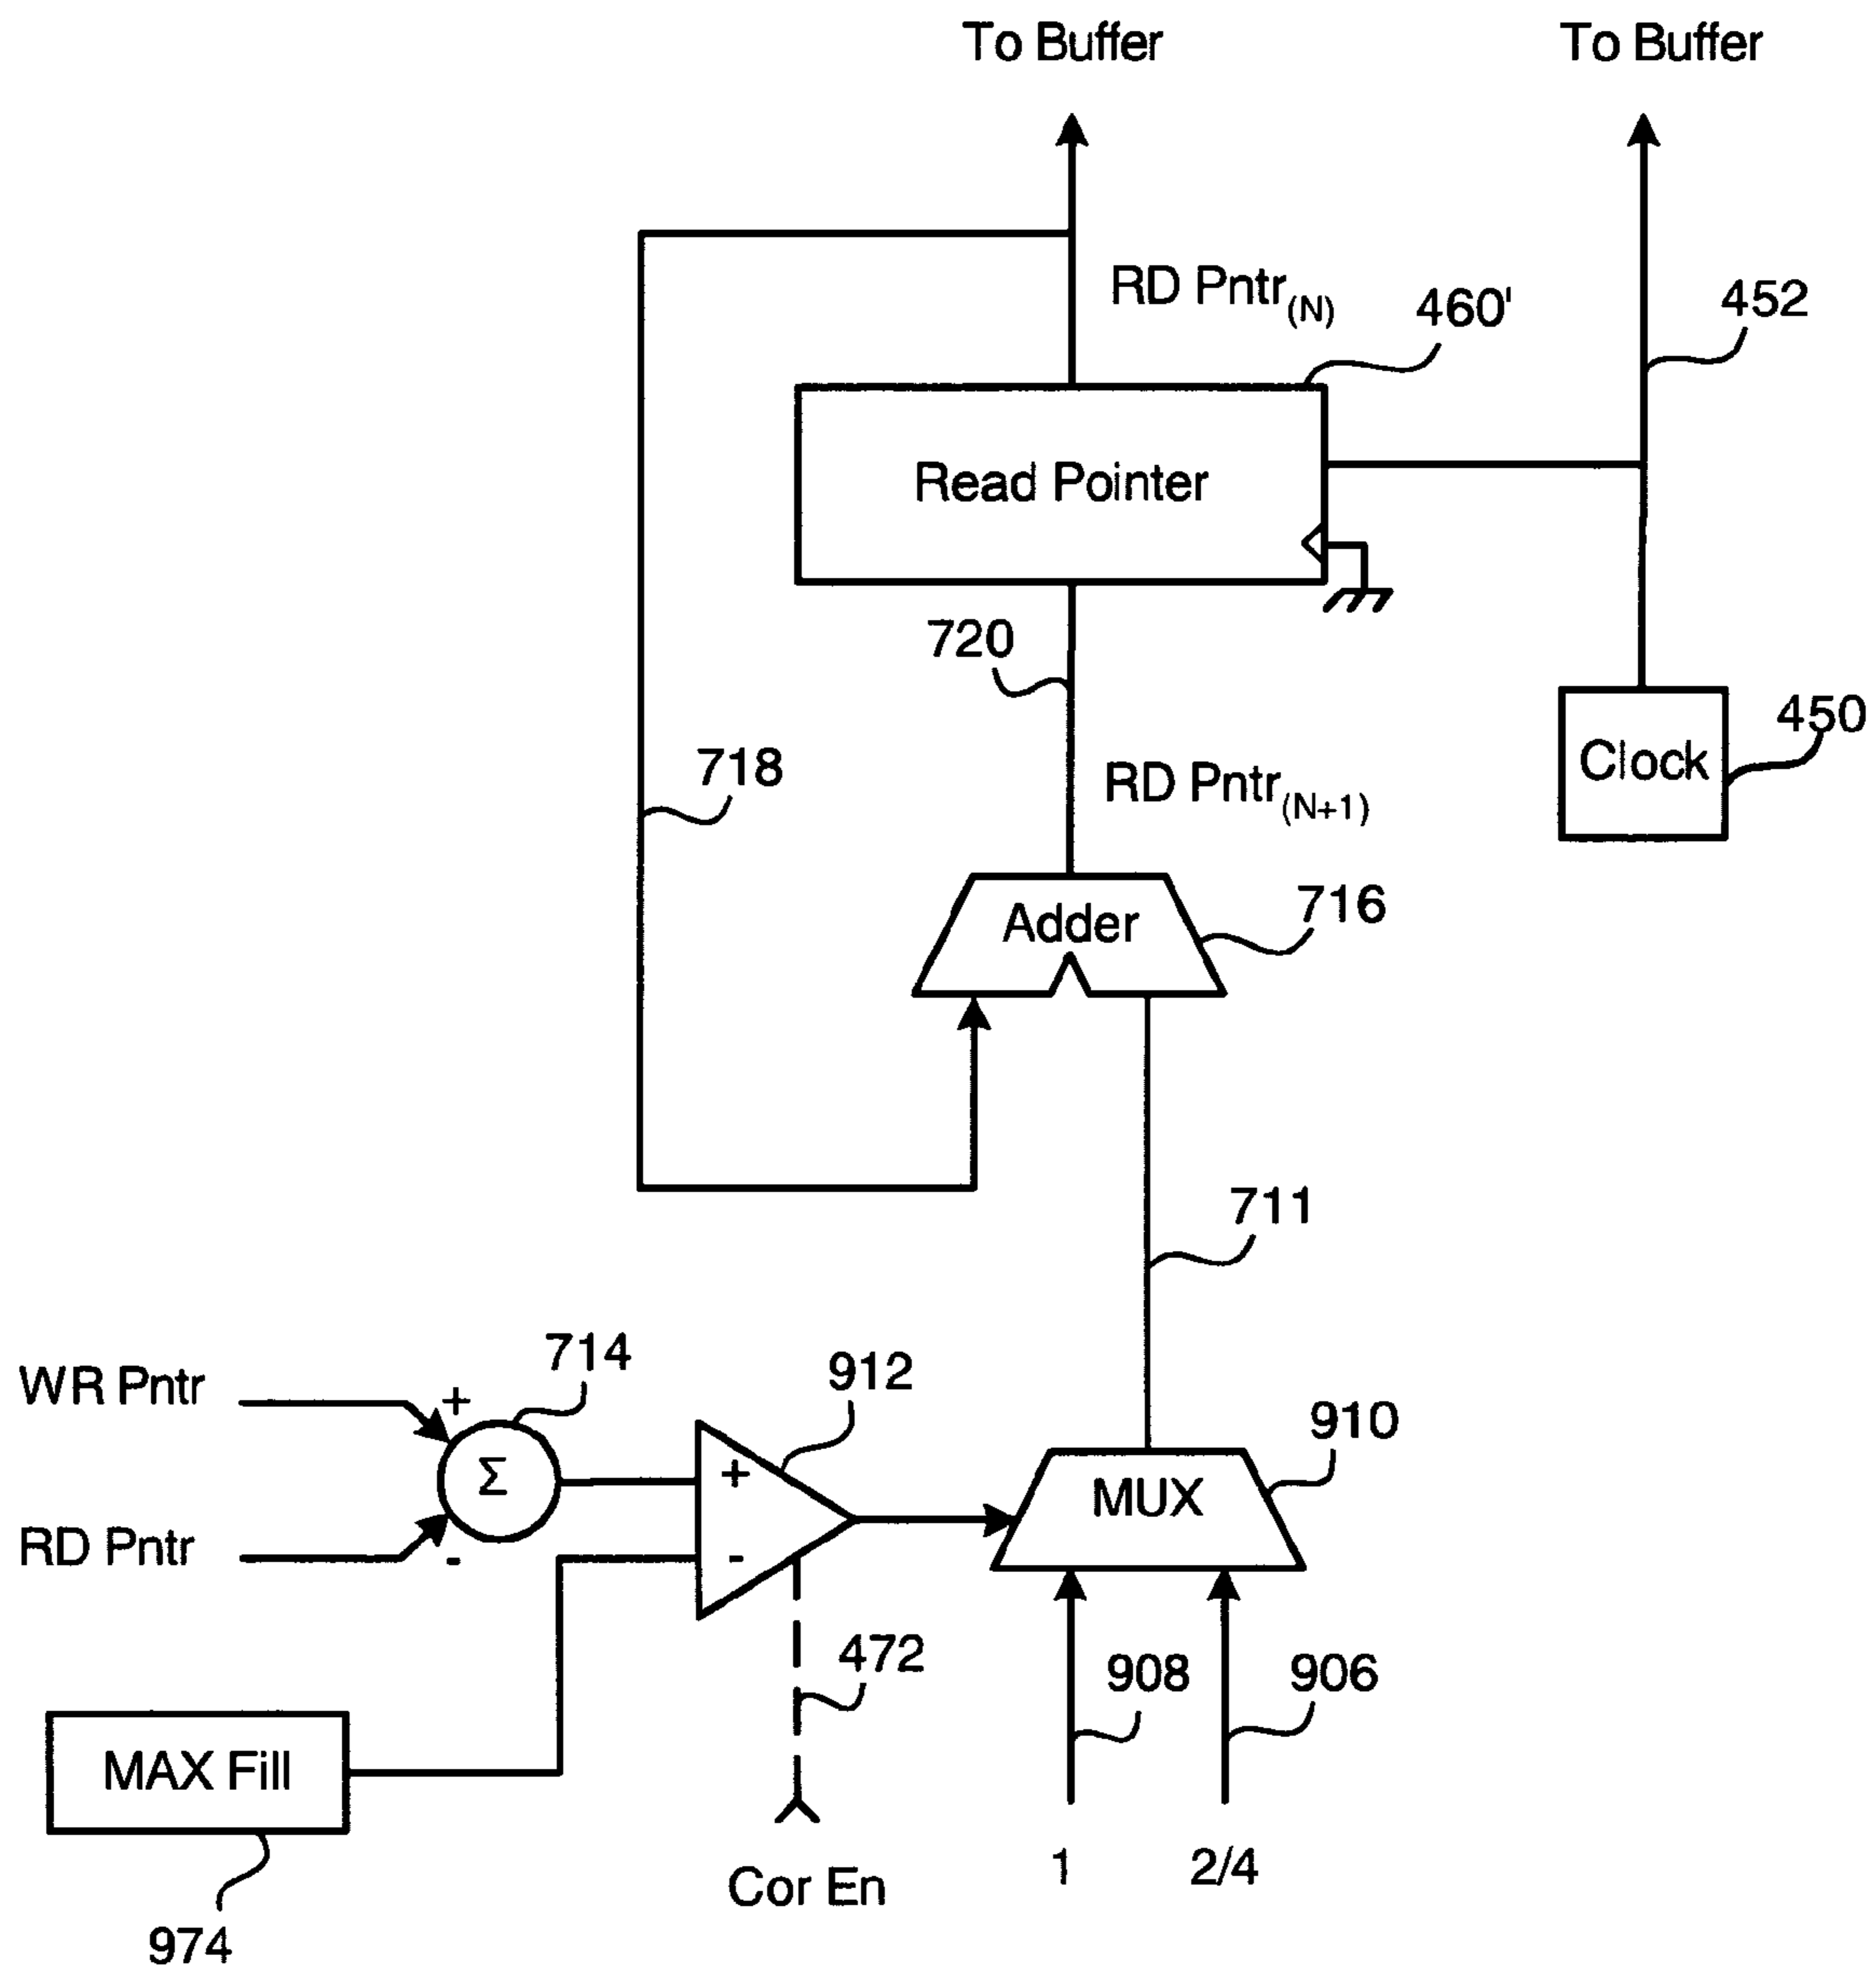 To Buffer
To Buffer
RD Pntr(N)
460'
452
Read Pointer
720
718
RD Pntr(N+1)
450
Clock
Adder
716
711
714
912
WR Pntr
+
Σ
+
910
MUX
RD Pntr
-
-
472
908
906
MAX Fill
Cor En
1
2/4
974